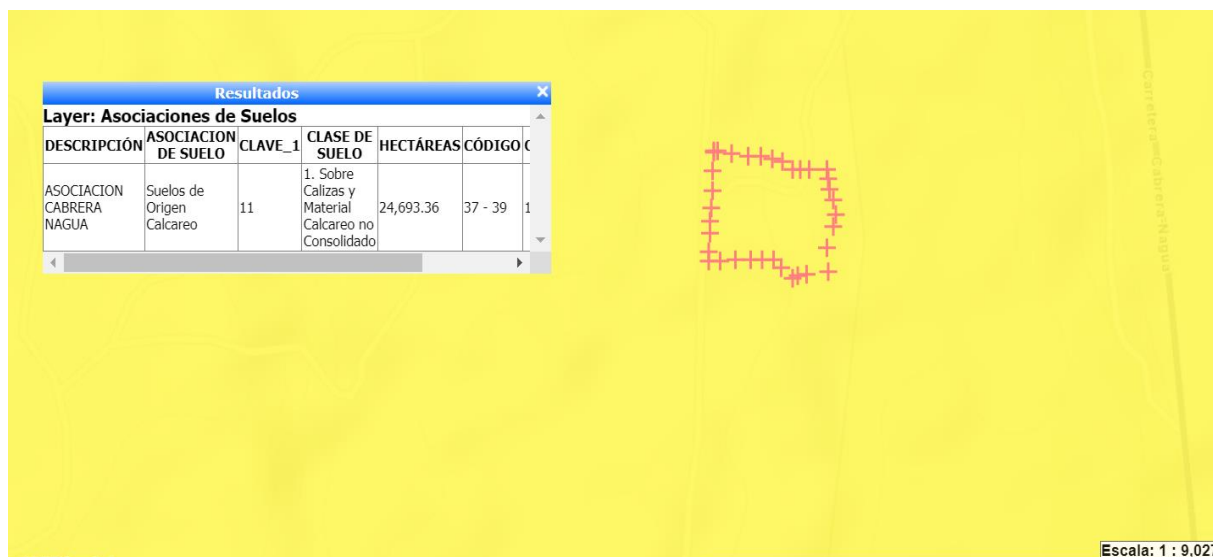 Resultados
Layer: Asociaciones de Suelos
DESCRIPCIÓN ASOCIACION DE SUELO CLAVE_1 CLASE DE SUELO HECTÁREAS CÓDIGO
ASOCIACION CABRERA NAGUA Suelos de Origen Calcareo 11 1. Sobre Calizas y Material Calcareo no Consolidado 24,693.36 37 - 39 1
Carretera Cabrera-Nagua
Escala: 1 : 9,027